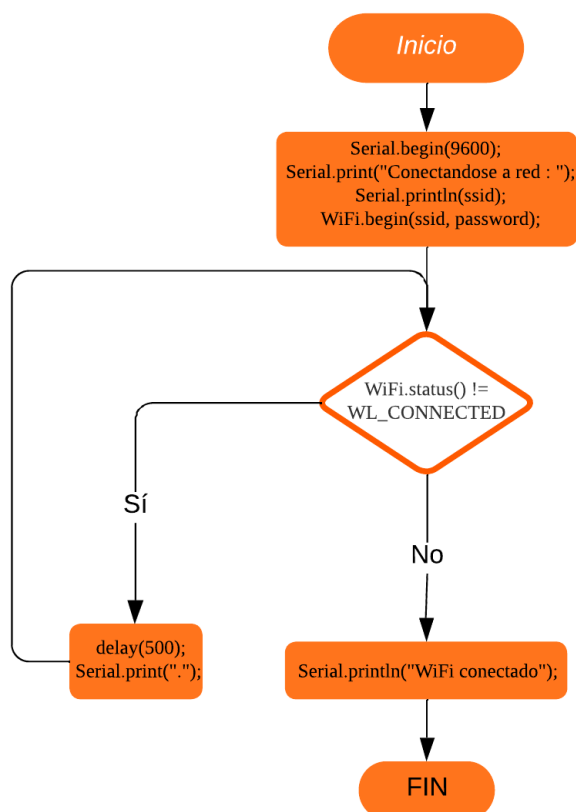 Inicio
Serial.begin(9600);
Serial.print("Conectandose a red : ");
Serial.println(ssid);
WiFi.begin(ssid, password);
WiFi.status() !=
WL_CONNECTED
Sí
No
delay(500);
Serial.print(".");
Serial.println("WiFi conectado");
FIN